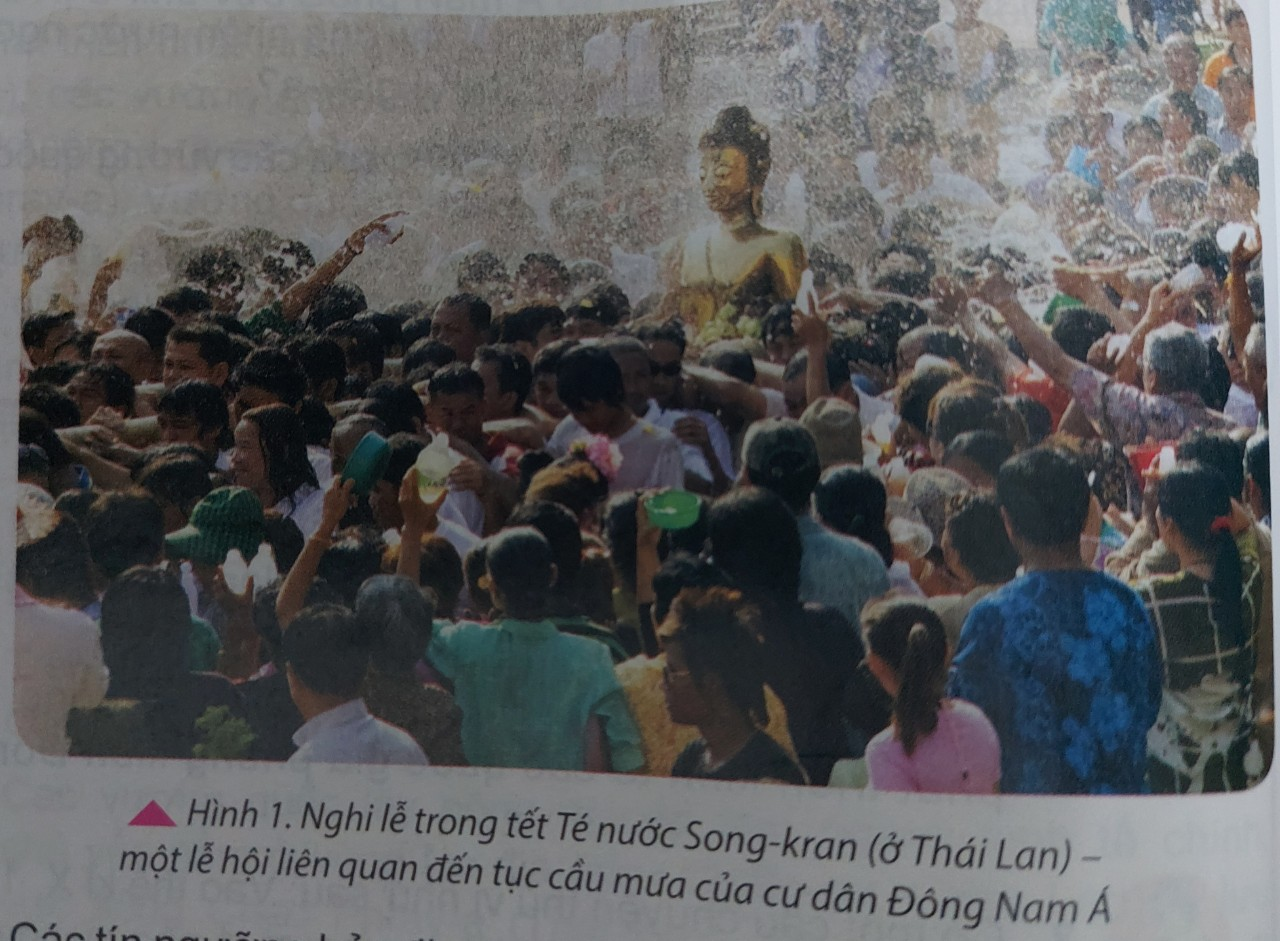 Hình 1. Nghi lễ trong tết Té nước Song-kran (ở Thái Lan) –
một lễ hội liên quan đến tục cầu mưa của cư dân Đông Nam Á